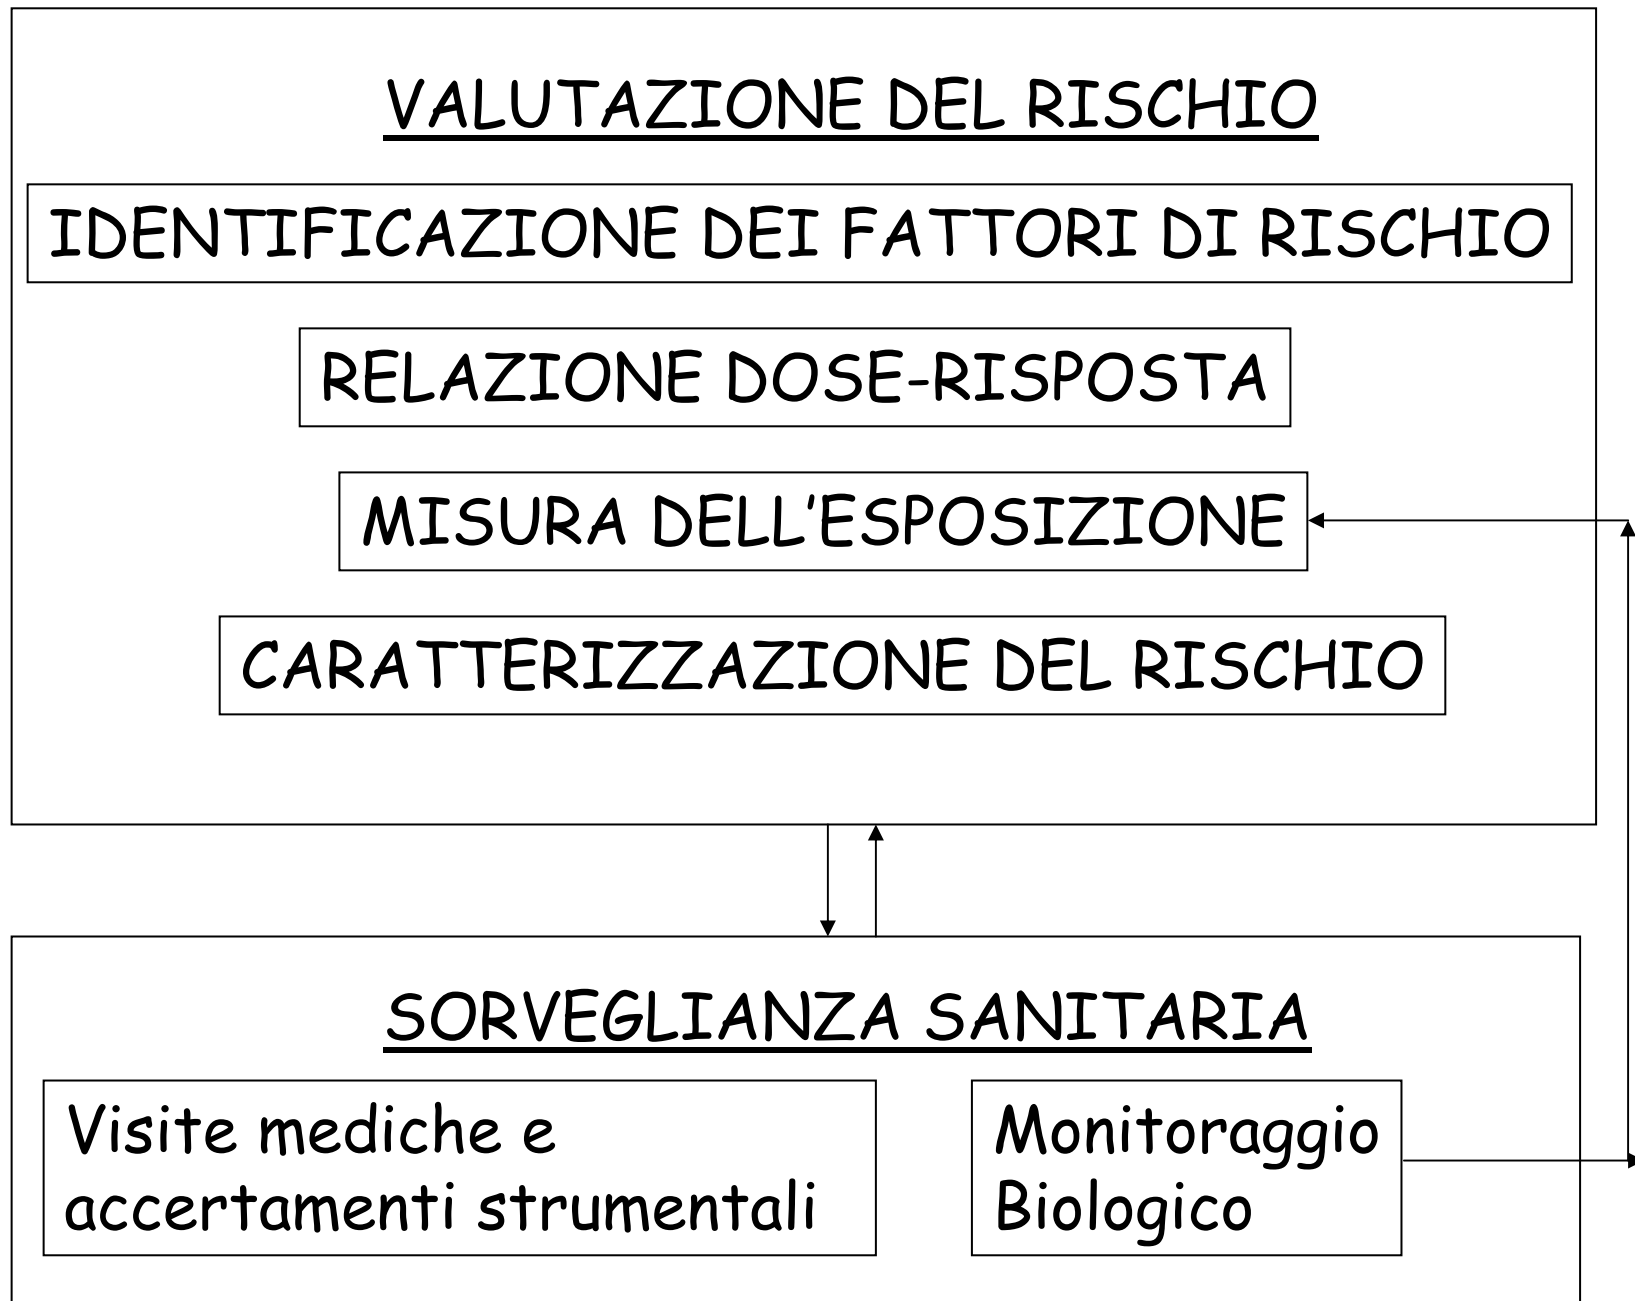 VALUTAZIONE DEL RISCHIO
IDENTIFICAZIONE DEI FATTORI DI RISCHIO
RELAZIONE DOSE-RISPOSTA
MISURA DELL'ESPOSIZIONE
CARATTERIZZAZIONE DEL RISCHIO
SORVEGLIANZA SANITARIA
Visite mediche e
accertamenti strumentali
Monitoraggio
Biologico